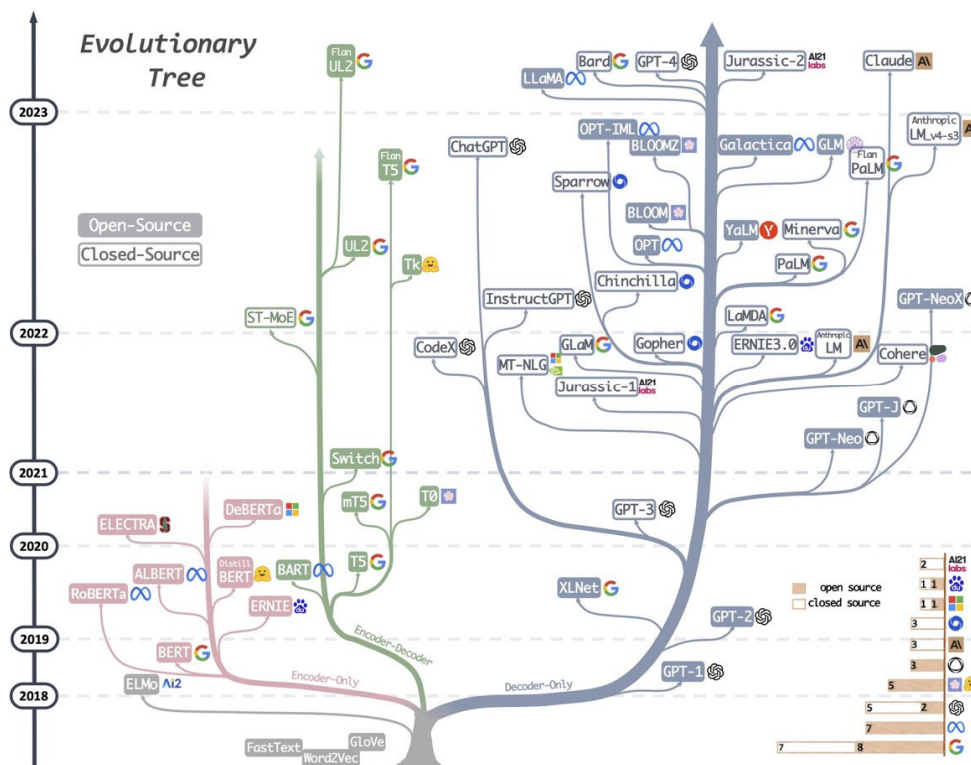 Evolutionary
Tree
2023
2022
2021
2020
2019
2018
Open-Source
Closed-Source
Flan
UL2
Flan
T5
UL2
Tk
ST-MoE
Switch
mT5
T0
BART
T5
Encoder-Decoder
DeBERTa
ELECTRA
ALBERT
Distill
BERT
RoBERTa
ERNIE
BERT
Encoder-Only
ELMo Ai2
FastText
Word2Vec
GloVe
Bard
GPT-4
Jurassic-2 AI21
labs
Claude A\
LLaMA
Anthropic
LM_v4-s3
OPT-IML
BLOOMZ
Galactica
GLM
ChatGPT
Flan
PaLM
Sparrow
BLOOM
YaLM
Minerva
OPT
PaLM
Chinchilla
InstructGPT
GPT-NeoX
LaMDA
CodeX
GLaM
Gopher
ERNIE3.0
Anthropic
LM A\
Cohere
MT-NLG
Jurassic-1 AI21
labs
GPT-J
GPT-Neo
GPT-3
XLNet
GPT-2
GPT-1
Decoder-Only
open source
closed source
2 AI21
labs
1 1
1 1
3
3 A\
3
5
5 2
7
7 8